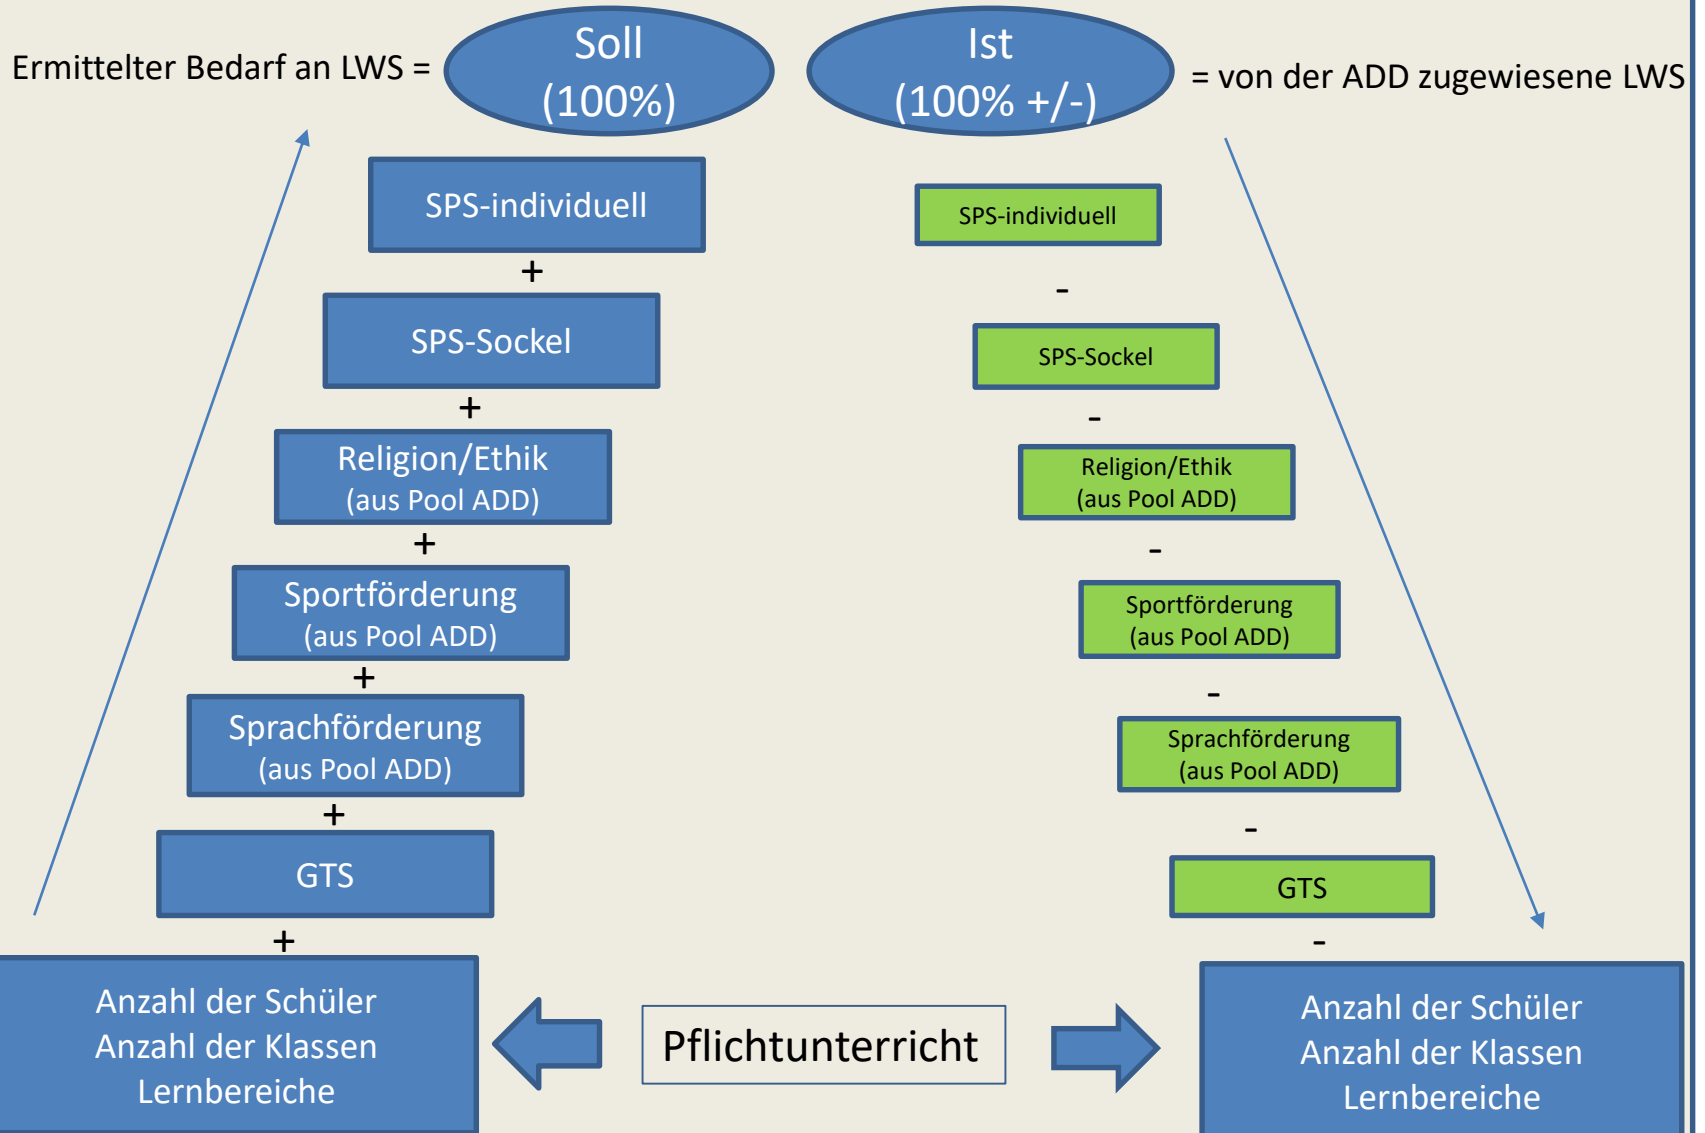 Ermittelter Bedarf an LWS =
Soll
(100%)
SPS-individuell
+
SPS-Sockel
+
Religion/Ethik
(aus Pool ADD)
+
Sportförderung
(aus Pool ADD)
+
Sprachförderung
(aus Pool ADD)
+
GTS
+
Anzahl der Schüler
Anzahl der Klassen
Lernbereiche
Pflichtunterricht
Ist
(100% +/-)
= von der ADD zugewiesene LWS
SPS-individuell
-
SPS-Sockel
-
Religion/Ethik
(aus Pool ADD)
-
Sportförderung
(aus Pool ADD)
-
Sprachförderung
(aus Pool ADD)
-
GTS
-
Anzahl der Schüler
Anzahl der Klassen
Lernbereiche